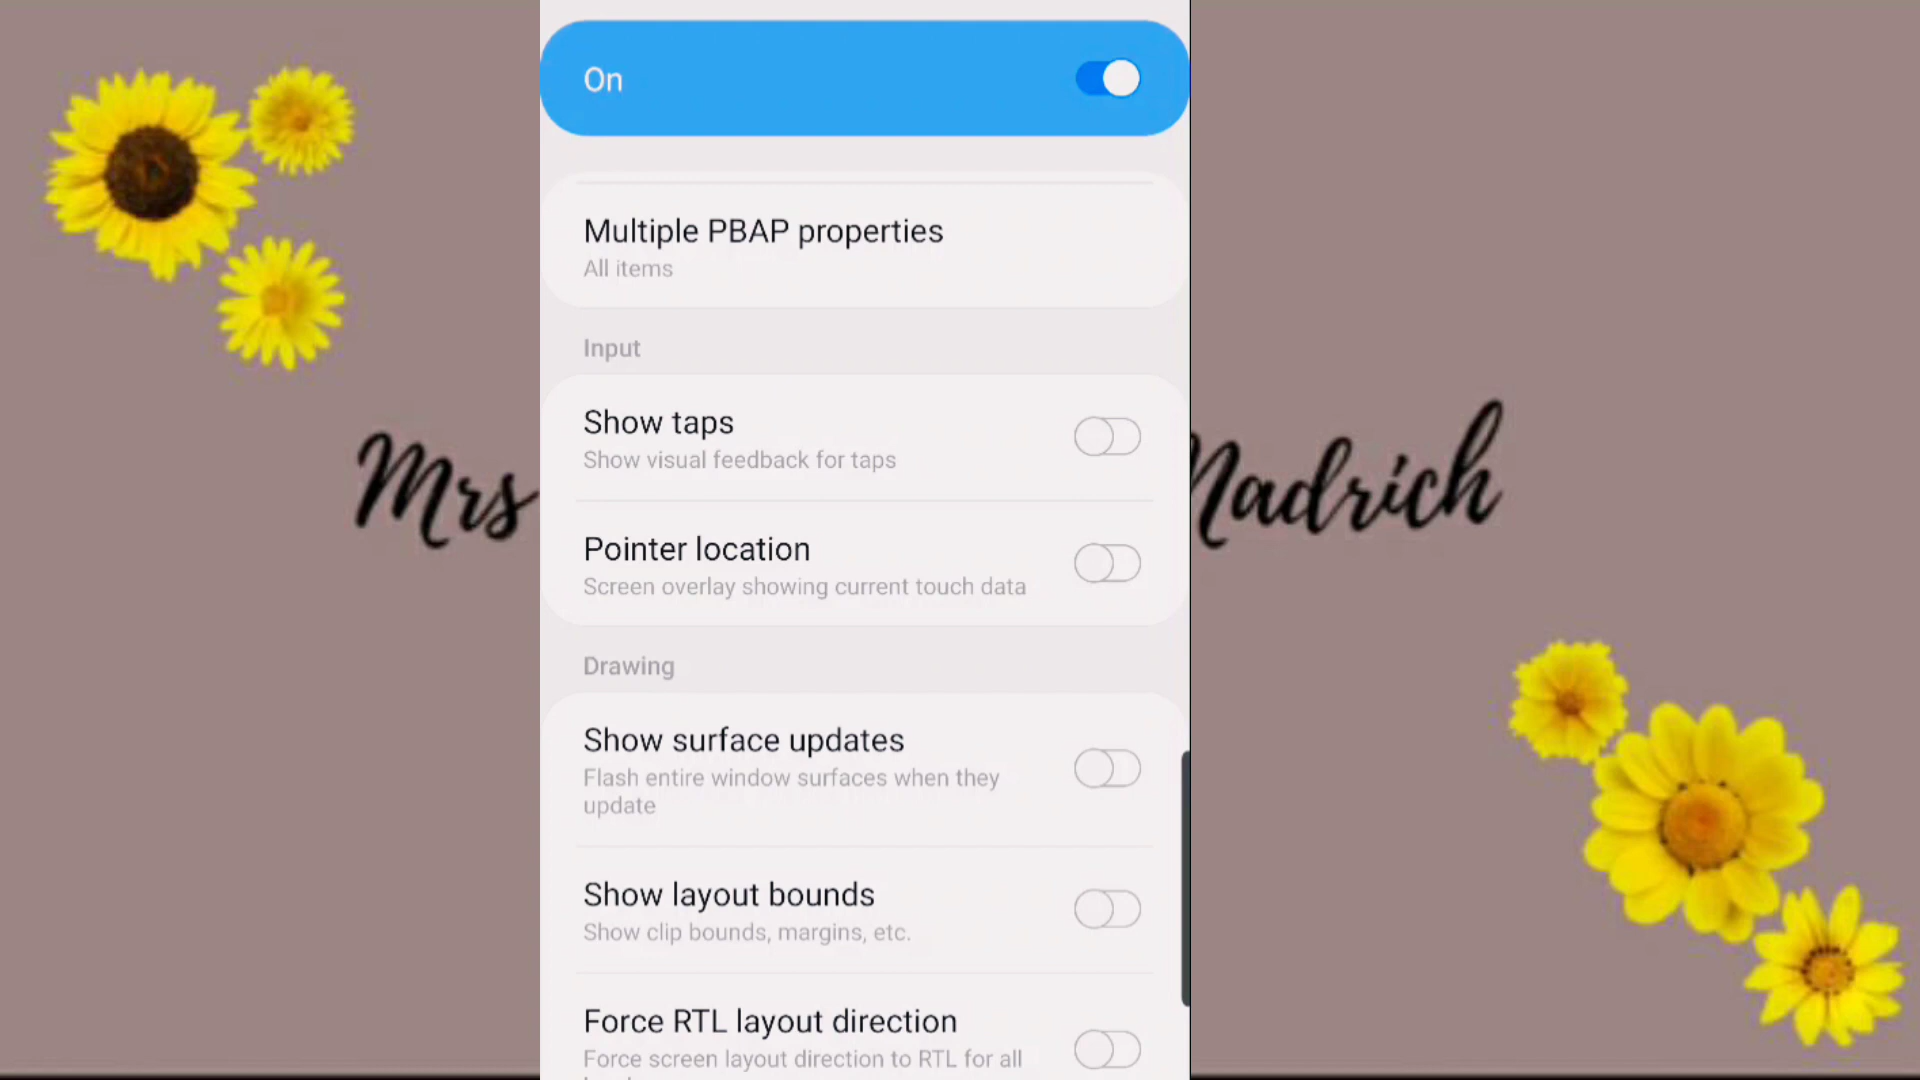 On
Multiple PBAP properties
All items
Input
Show taps
Show visual feedback for taps
Mrs
Nadrich
Pointer location
Screen overlay showing current touch data
Drawing
Show surface updates
Flash entire window surfaces when they
update
Show layout bounds
Show clip bounds, margins, etc.
Force RTL layout direction
Force screen layout direction to RTL for all